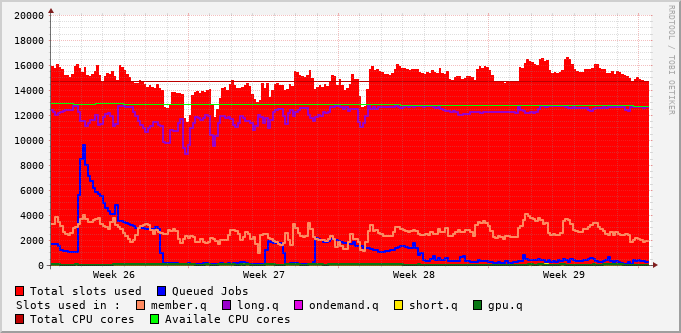 20000
18000
16000
14000
12000
10000
8000
6000
4000
2000
0
Week 26 Week 27 Week 28 Week 29
RRDTOOL / TOBI OETIKER
Total slots used Queued Jobs
Slots used in : member.q long.q ondemand.q short.q gpu.q
Total CPU cores Availale CPU cores